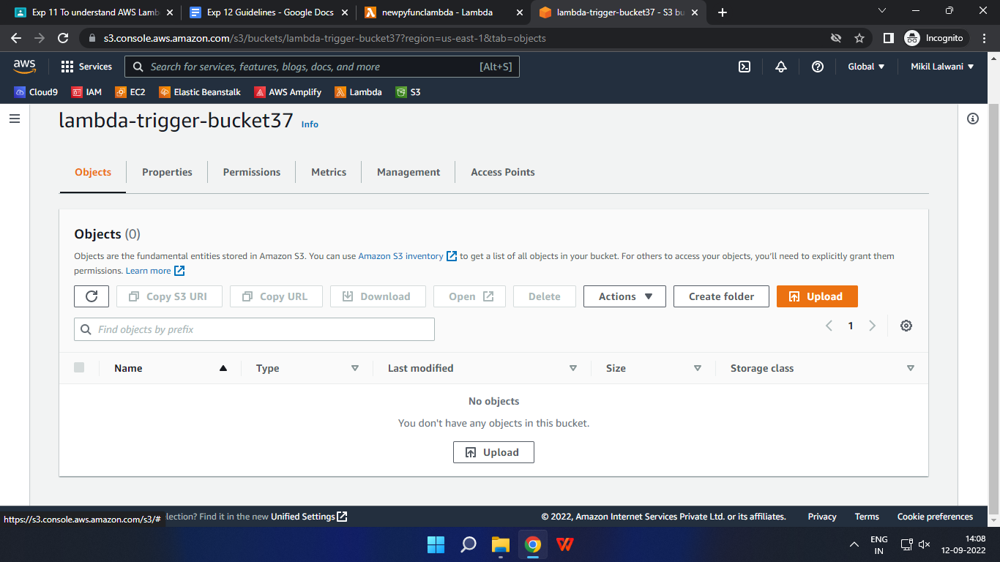 Exp 11 To understand AWS Lamb
Exp 12 Guidelines - Google Docs
newpyfunclambda - Lambda
lambda-trigger-bucket37 - S3 bu
s3.console.aws.amazon.com/s3/buckets/lambda-trigger-bucket37?region=us-east-1&tab=objects
Incognito
aws
Services
Search for services, features, blogs, docs, and more
[Alt+S]
Global
Mikil Lalwani
Cloud9
IAM
EC2
Elastic Beanstalk
AWS Amplify
Lambda
S3
lambda-trigger-bucket37
Info
Objects
Properties
Permissions
Metrics
Management
Access Points
Objects (0)
Objects are the fundamental entities stored in Amazon S3. You can use Amazon S3 inventory to get a list of all objects in your bucket. For others to access your objects, you'll need to explicitly grant them
permissions. Learn more
Copy S3 URI
Copy URL
Download
Open
Delete
Actions
Create folder
Upload
Find objects by prefix
1
Name
Type
Last modified
Size
Storage class
No objects
You don't have any objects in this bucket.
Upload
https://s3.console.aws.amazon.com/s3/#
election? Find it in the new Unified Settings
© 2022, Amazon Internet Services Private Ltd. or its affiliates.
Privacy
Terms
Cookie preferences
ENG
IN
14:08
12-09-2022